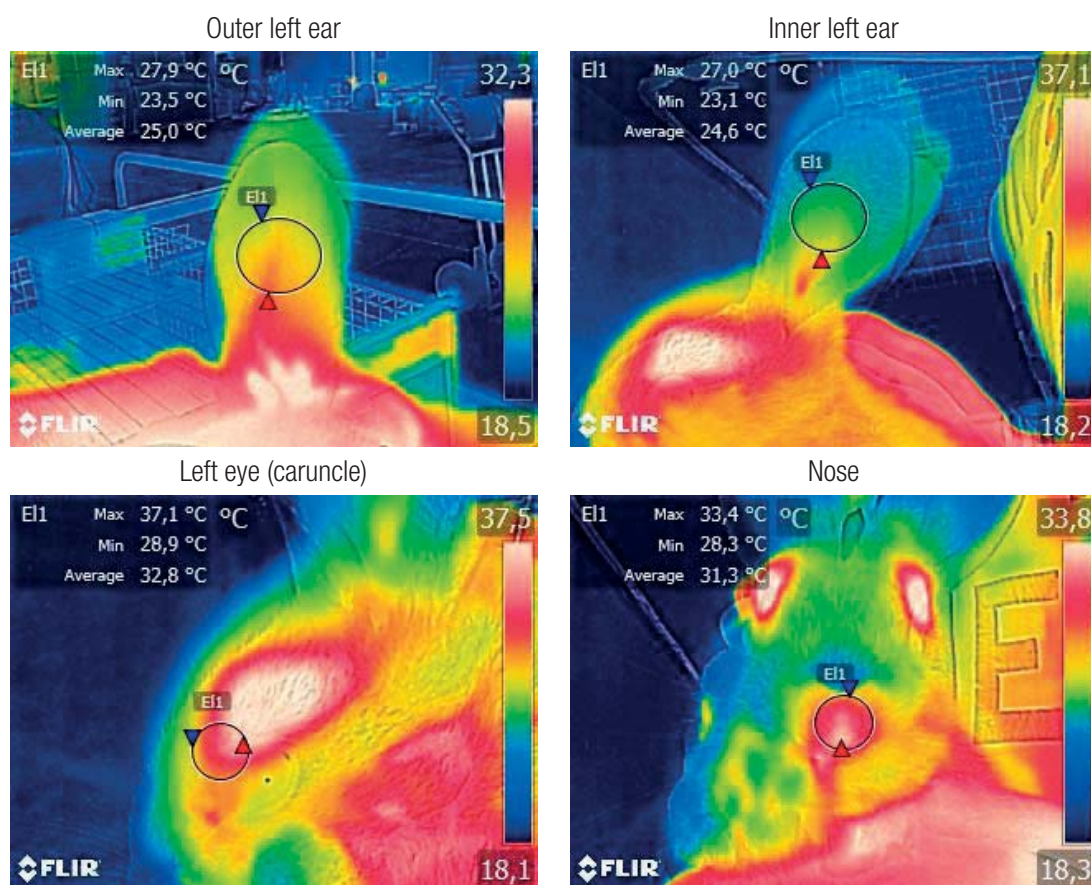 Outer left ear
El1 Max 27,9 °C °C 32,3
Min 23,5 °C
Average 25,0 °C
El1
FLIR 18,5
Inner left ear
El1 Max 27,0 °C °C 37,1
Min 23,1 °C
Average 24,6 °C
El1
FLIR 18,2
Left eye (caruncle)
El1 Max 37,1 °C °C 37,5
Min 28,9 °C
Average 32,8 °C
El1
FLIR 18,1
Nose
El1 Max 33,4 °C °C 33,8
Min 28,3 °C
Average 31,3 °C
El1
E
FLIR 18,3